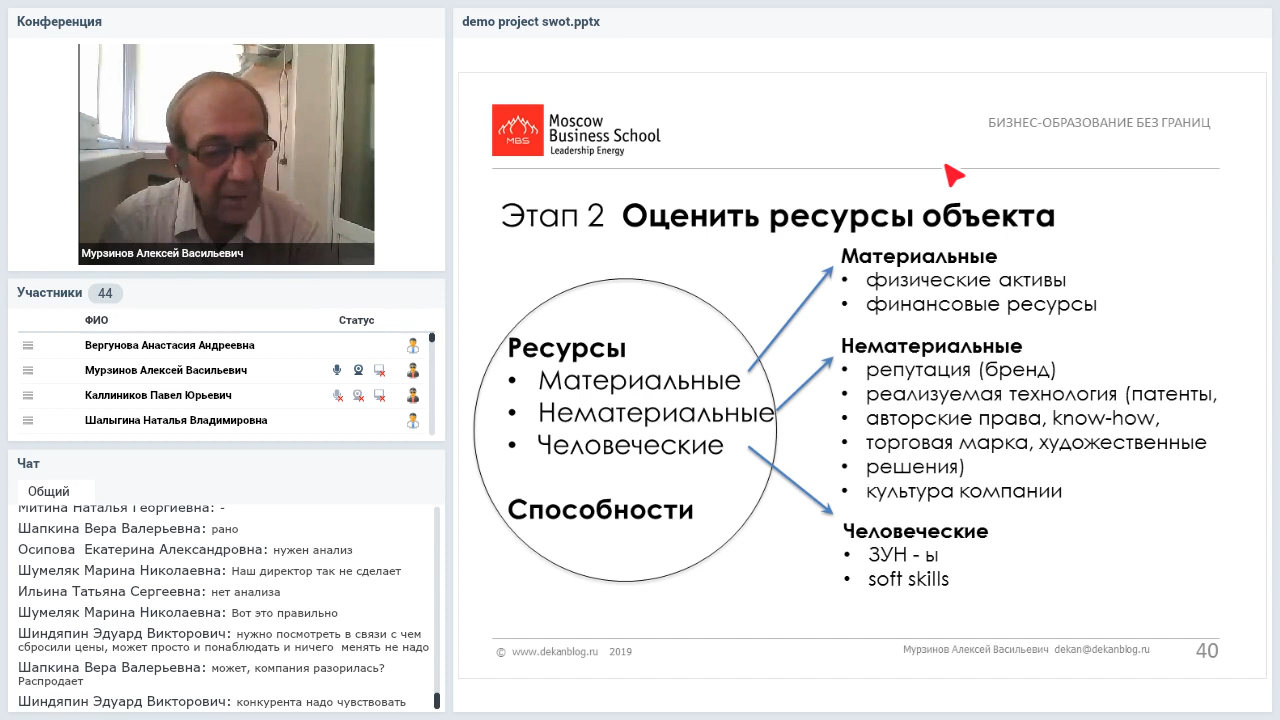 Конференция
Мурзинов Алексей Васильевич
Участники 44
ФИО Статус
Вергунова Анастасия Андреевна
Мурзинов Алексей Васильевич
Каллиников Павел Юрьевич
Шалыгина Наталья Владимировна
Чат
Общий
Митина Наталья Георгиевна: -
Шапкина Вера Валерьевна: рано
Осипова Екатерина Александровна: нужен анализ
Шумеляк Марина Николаевна: Наш директор так не сделает
Ильина Татьяна Сергеевна: нет анализа
Шумеляк Марина Николаевна: Вот это правильно
Шиндяпин Эдуард Викторович: нужно посмотреть в связи с чем
сбросили цены, может просто и понаблюдать и ничего менять не надо
Шапкина Вера Валерьевна: может, компания разорилась?
Распродает
Шиндяпин Эдуард Викторович: конкурента надо чувствовать
demo project swot.pptx
MBS
Moscow
Business School
Leadership Energy
БИЗНЕС-ОБРАЗОВАНИЕ БЕЗ ГРАНИЦ
Этап 2 Оценить ресурсы объекта
Ресурсы
• Материальные
• Нематериальные
• Человеческие
Способности
Материальные
• физические активы
• финансовые ресурсы
Нематериальные
• репутация (бренд)
• реализуемая технология (патенты,
• авторские права, know-how,
• торговая марка, художественные
• решения)
• культура компании
Человеческие
• ЗУН - ы
• soft skills
© www.dekanblog.ru 2019
Мурзинов Алексей Васильевич dekan@dekanblog.ru
40